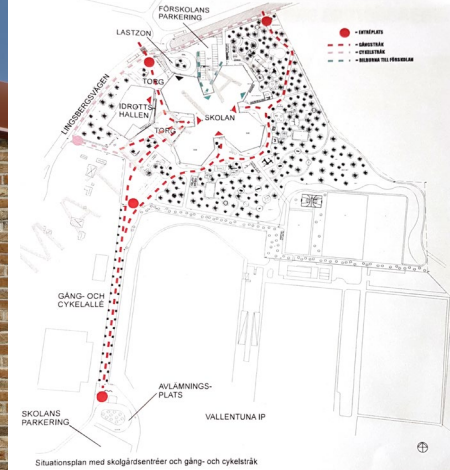 FÖRSKOLANS
PARKERING
LASTZON
= ENTRÉPLATS
= GÅNGSTRÅK
= CYKELSTRÅK
= BILBURNA TILL FÖRSKOLAN
TORG
LINGSBERGSVÄGEN
IDROTTS
HALLEN
SKOLAN
TORG
GÅNG- OCH
CYKELALLÉ
AVLÄMNINGS-
PLATS
SKOLANS
PARKERING
VALLENTUNA IP
Situationsplan med skolgårdsentréer och gång- och cykelstråk